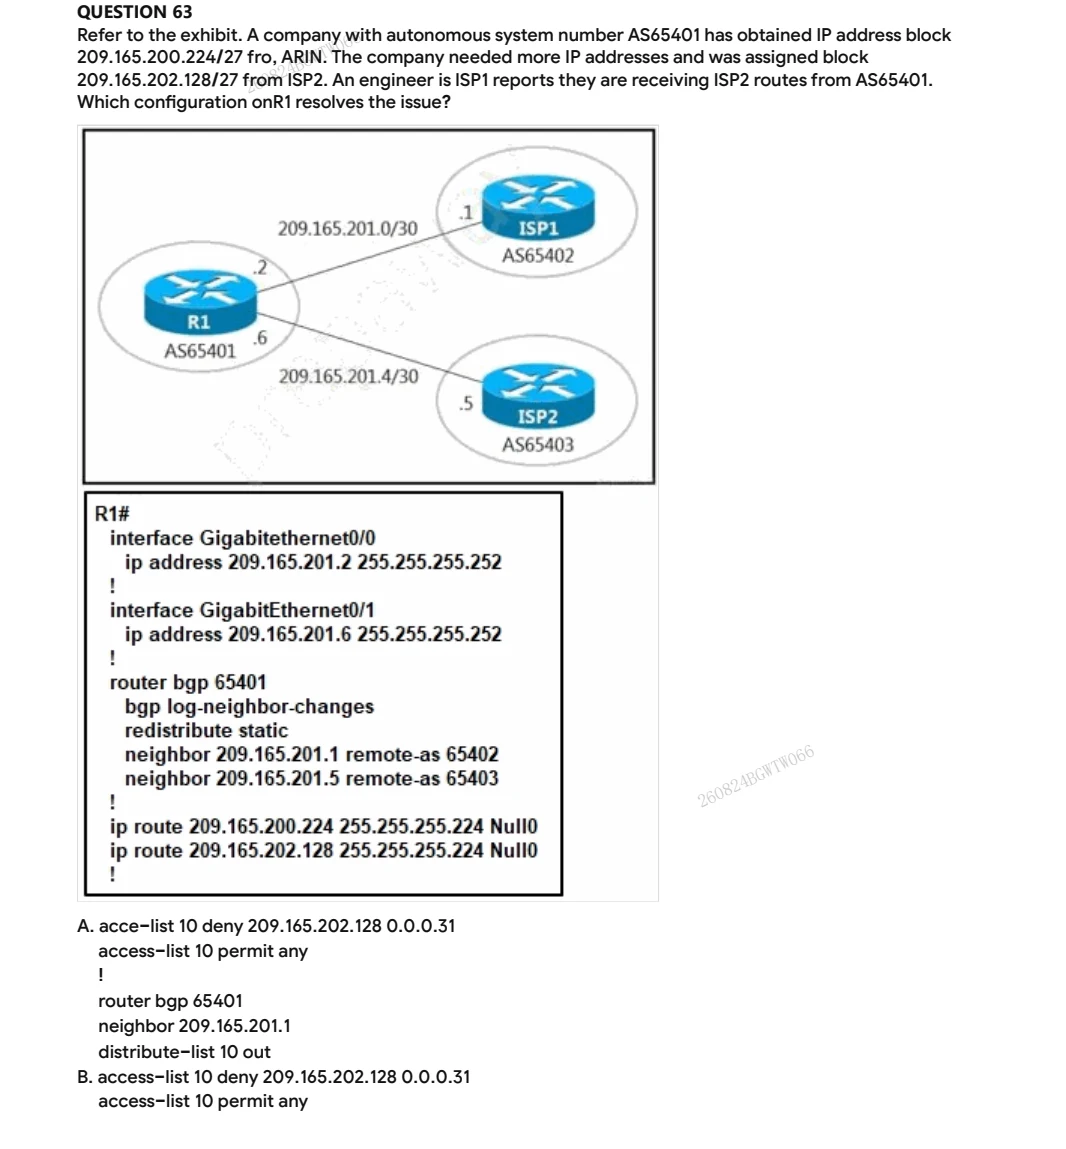 QUESTION 63
Refer to the exhibit. A company with autonomous system number AS65401 has obtained IP address block
209.165.200.224/27 fro, ARIN. The company needed more IP addresses and was assigned block
209.165.202.128/27 from ISP2. An engineer is ISP1 reports they are receiving ISP2 routes from AS65401.
Which configuration onR1 resolves the issue?
.1
ISP1
209.165.201.0/30
AS65402
.2
R1
.6
AS65401
209.165.201.4/30
.5
ISP2
AS65403
R1#
interface Gigabitethernet0/0
ip address 209.165.201.2 255.255.255.252
!
interface GigabitEthernet0/1
ip address 209.165.201.6 255.255.255.252
!
router bgp 65401
bgp log-neighbor-changes
redistribute static
neighbor 209.165.201.1 remote-as 65402
neighbor 209.165.201.5 remote-as 65403
!
ip route 209.165.200.224 255.255.255.224 Null0
ip route 209.165.202.128 255.255.255.224 Null0
!
260824BGWTW066
A. acce-list 10 deny 209.165.202.128 0.0.0.31
access-list 10 permit any
!
router bgp 65401
neighbor 209.165.201.1
distribute-list 10 out
B. access-list 10 deny 209.165.202.128 0.0.0.31
access-list 10 permit any